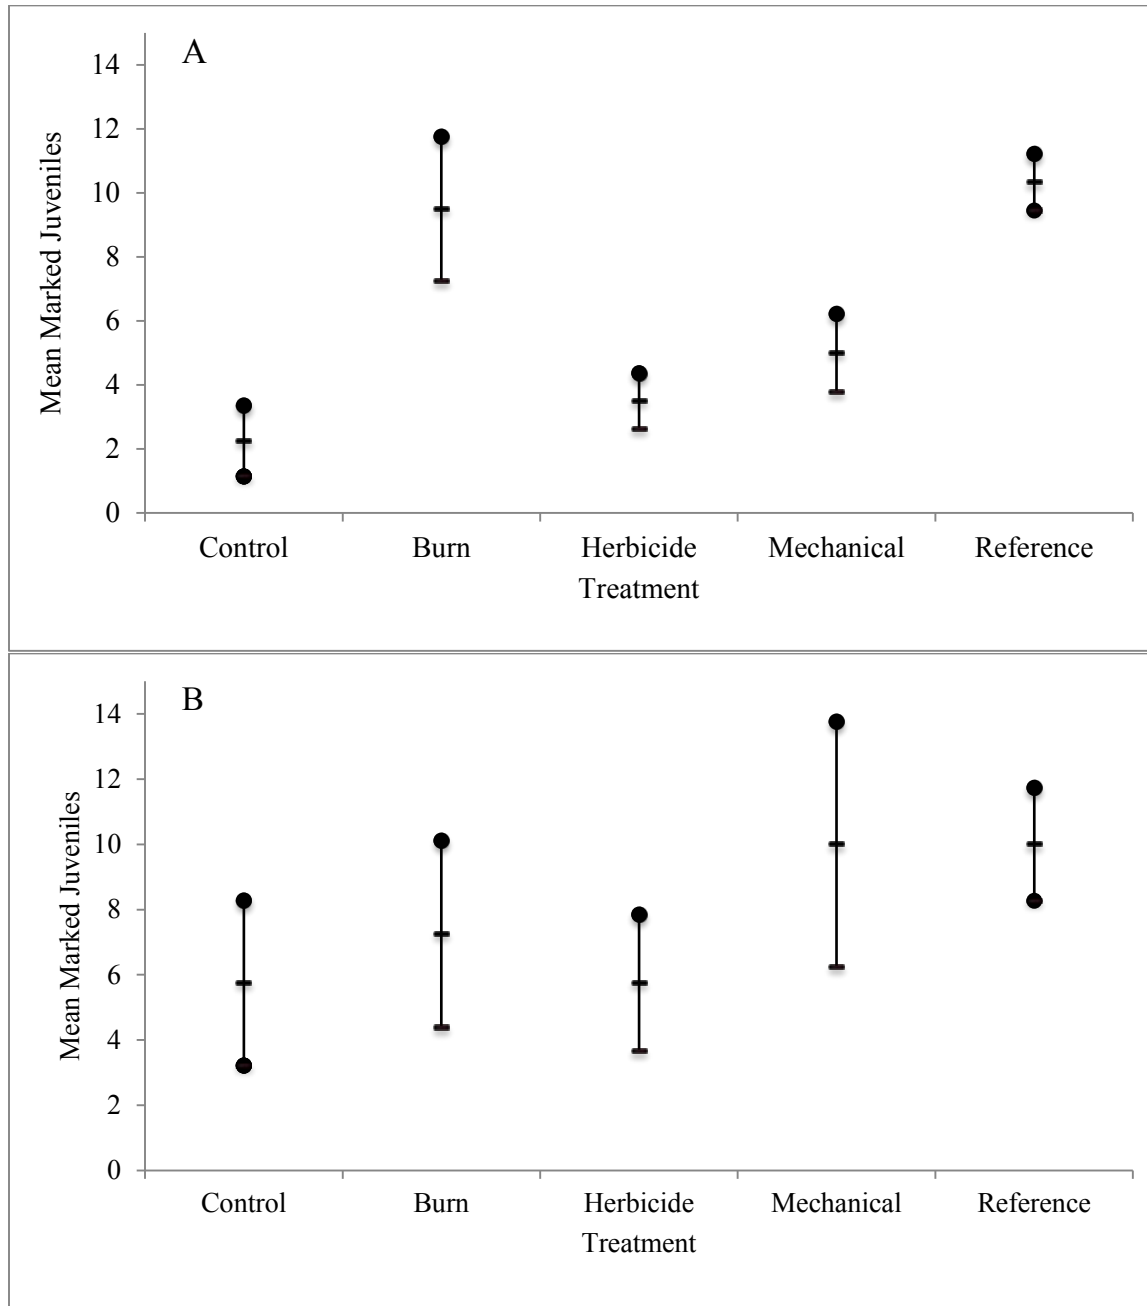 A
14
12
10
8
6
4
2
0
Mean Marked Juveniles
Control Burn Herbicide Mechanical Reference
Treatment
B
14
12
10
8
6
4
2
0
Mean Marked Juveniles
Control Burn Herbicide Mechanical Reference
Treatment